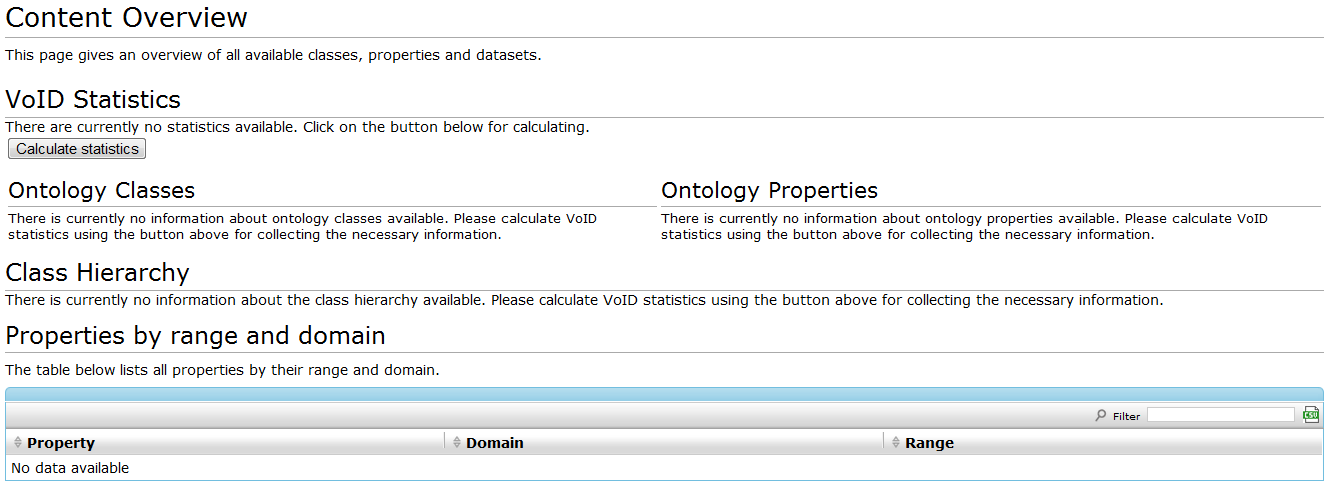 Content Overview
This page gives an overview of all available classes, properties and datasets.
VoID Statistics
There are currently no statistics available. Click on the button below for calculating.
Calculate statistics
Ontology Classes
There is currently no information about ontology classes available. Please calculate VoID
statistics using the button above for collecting the necessary information.
Ontology Properties
There is currently no information about ontology properties available. Please calculate VoID
statistics using the button above for collecting the necessary information.
Class Hierarchy
There is currently no information about the class hierarchy available. Please calculate VoID statistics using the button above for collecting the necessary information.
Properties by range and domain
The table below lists all properties by their range and domain.
Filter CSV
Property Domain Range
No data available